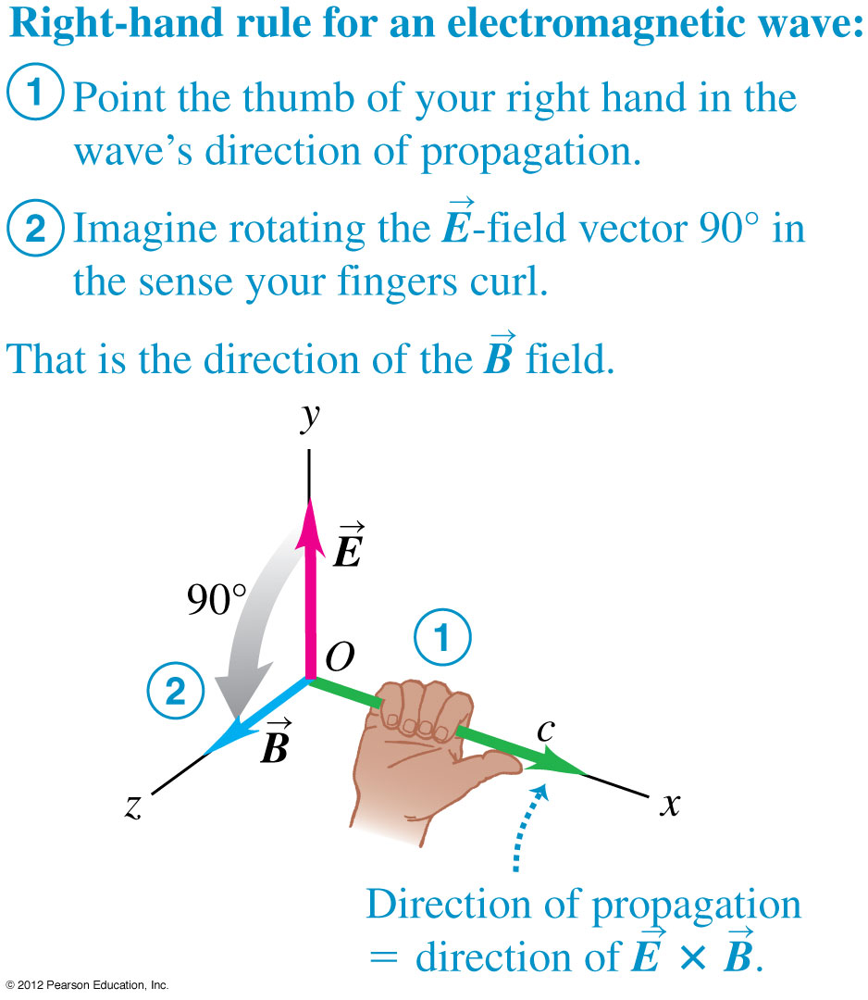 Right-hand rule for an electromagnetic wave:
1 Point the thumb of your right hand in the
wave's direction of propagation.
2 Imagine rotating the E⃗-field vector 90° in
the sense your fingers curl.
That is the direction of the B⃗ field.
y
E⃗
90°
1
O
2
c
B⃗
z
x
Direction of propagation
= direction of E⃗ × B⃗.
© 2012 Pearson Education, Inc.